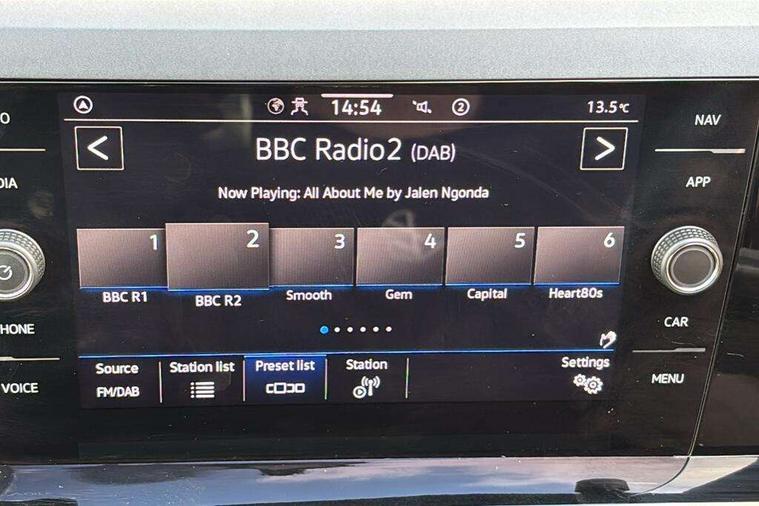 14:54
2
13.5°C
NAV
BBC Radio2 (DAB)
APP
Now Playing: All About Me by Jalen Ngonda
1 2 3 4 5 6
BBC R1 BBC R2 Smooth Gem Capital Heart80s
CAR
Source Station list Preset list Station Settings
FM/DAB
MENU
VOICE